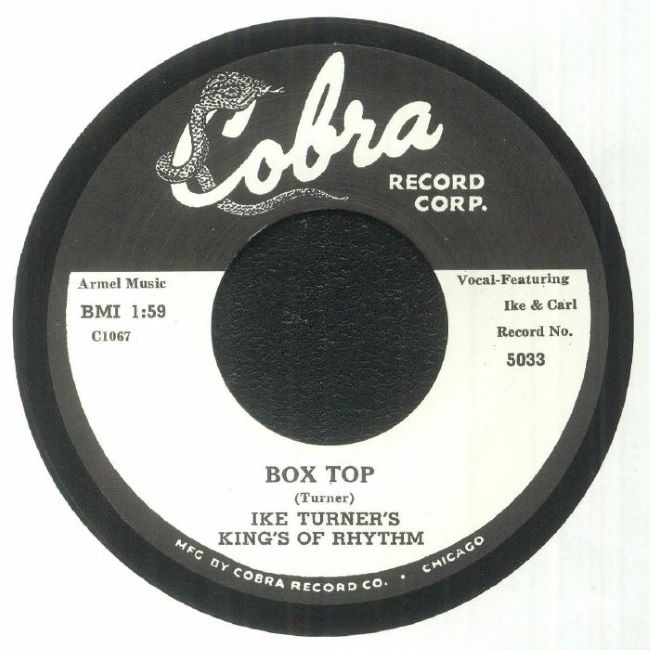 Cobra
RECORD
CORP.
Armel Music
BMI 1:59
C1067
Vocal-Featuring
Ike & Carl
Record No.
5033
BOX TOP
(Turner)
IKE TURNER'S
KING'S OF RHYTHM
MFG BY COBRA RECORD CO. • CHICAGO